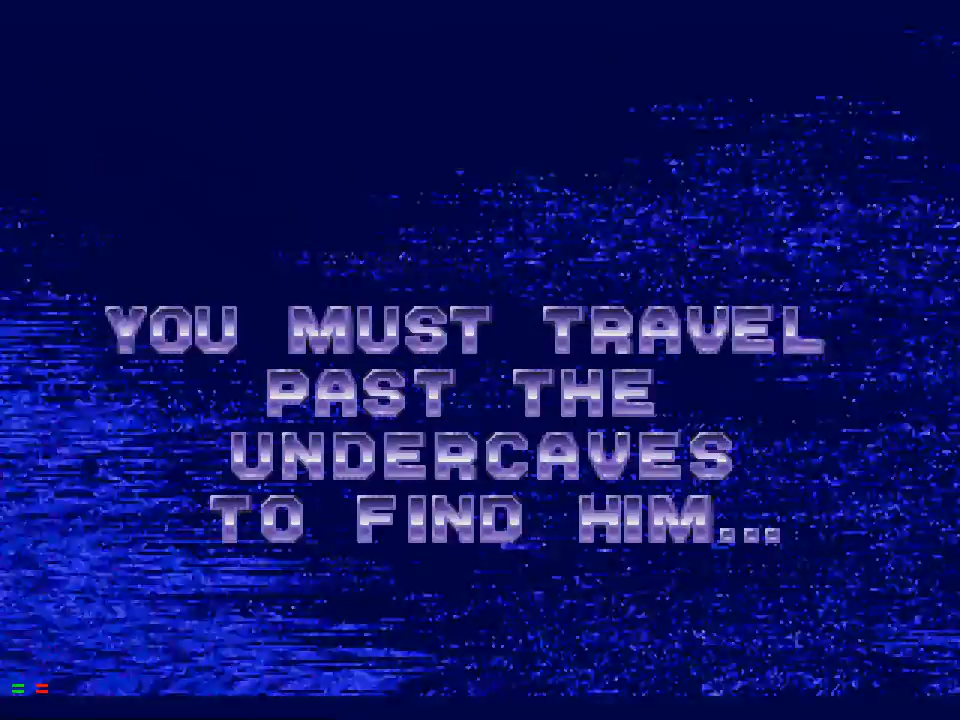 YOU MUST TRAVEL
PAST THE
UNDERCAVES
TO FIND HIM...